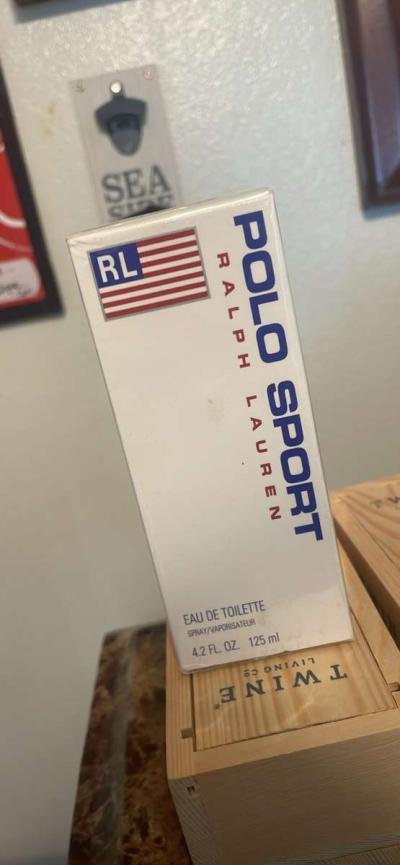 SEA
SIDE
RL
POLO SPORT
RALPH LAUREN
EAU DE TOILETTE
SPRAY/VAPORISATEUR
4.2 FL. OZ. 125 ml
TWINE®
LIVING CO